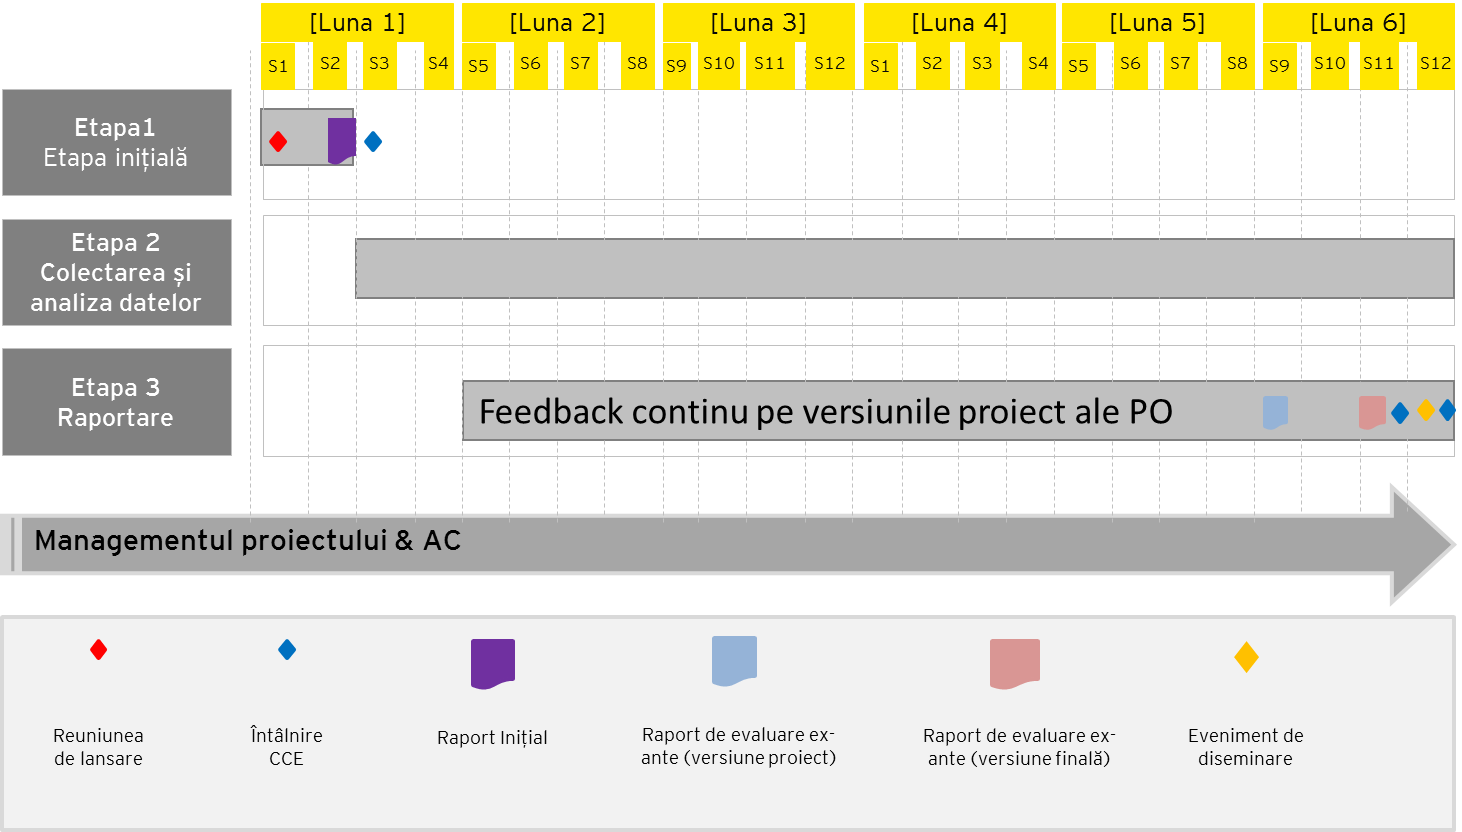 [Luna 1] [Luna 2] [Luna 3] [Luna 4] [Luna 5] [Luna 6]
S1 S2 S3 S4 S5 S6 S7 S8 S9 S10 S11 S12 S1 S2 S3 S4 S5 S6 S7 S8 S9 S10 S11 S12
Etapa1
Etapa inițială
Etapa 2
Colectarea și
analiza datelor
Etapa 3
Raportare
Feedback continu pe versiunile proiect ale PO
Managementul proiectului & AC
Reuniunea
de lansare
Întâlnire
CCE
Raport Inițial
Raport de evaluare ex-
ante (versiune proiect)
Raport de evaluare ex-
ante (versiune finală)
Eveniment de
diseminare